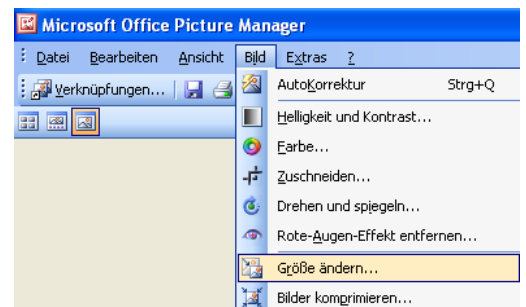 Microsoft Office Picture Manager
Datei Bearbeiten Ansicht Bild Extras ?
Verknüpfungen...
AutoKorrektur Strg+Q
Helligkeit und Kontrast...
Farbe...
Zuschneiden...
Drehen und spiegeln...
Rote-Augen-Effekt entfernen...
Größe ändern...
Bilder komprimieren...